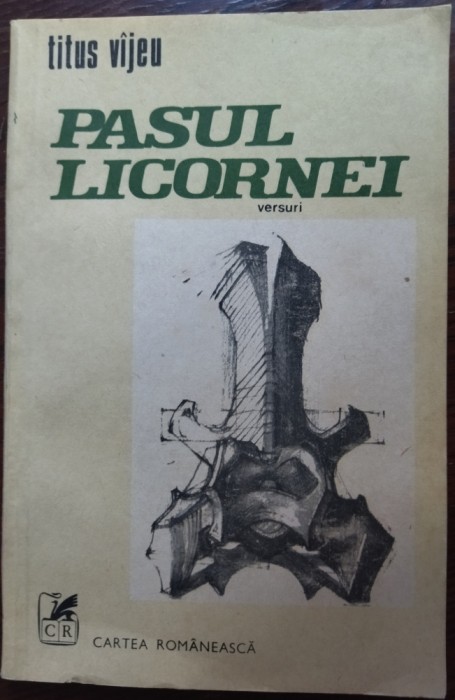 titus vîjeu
PASUL
LICORNEI
versuri
CR
CARTEA ROMÂNEASCĂ